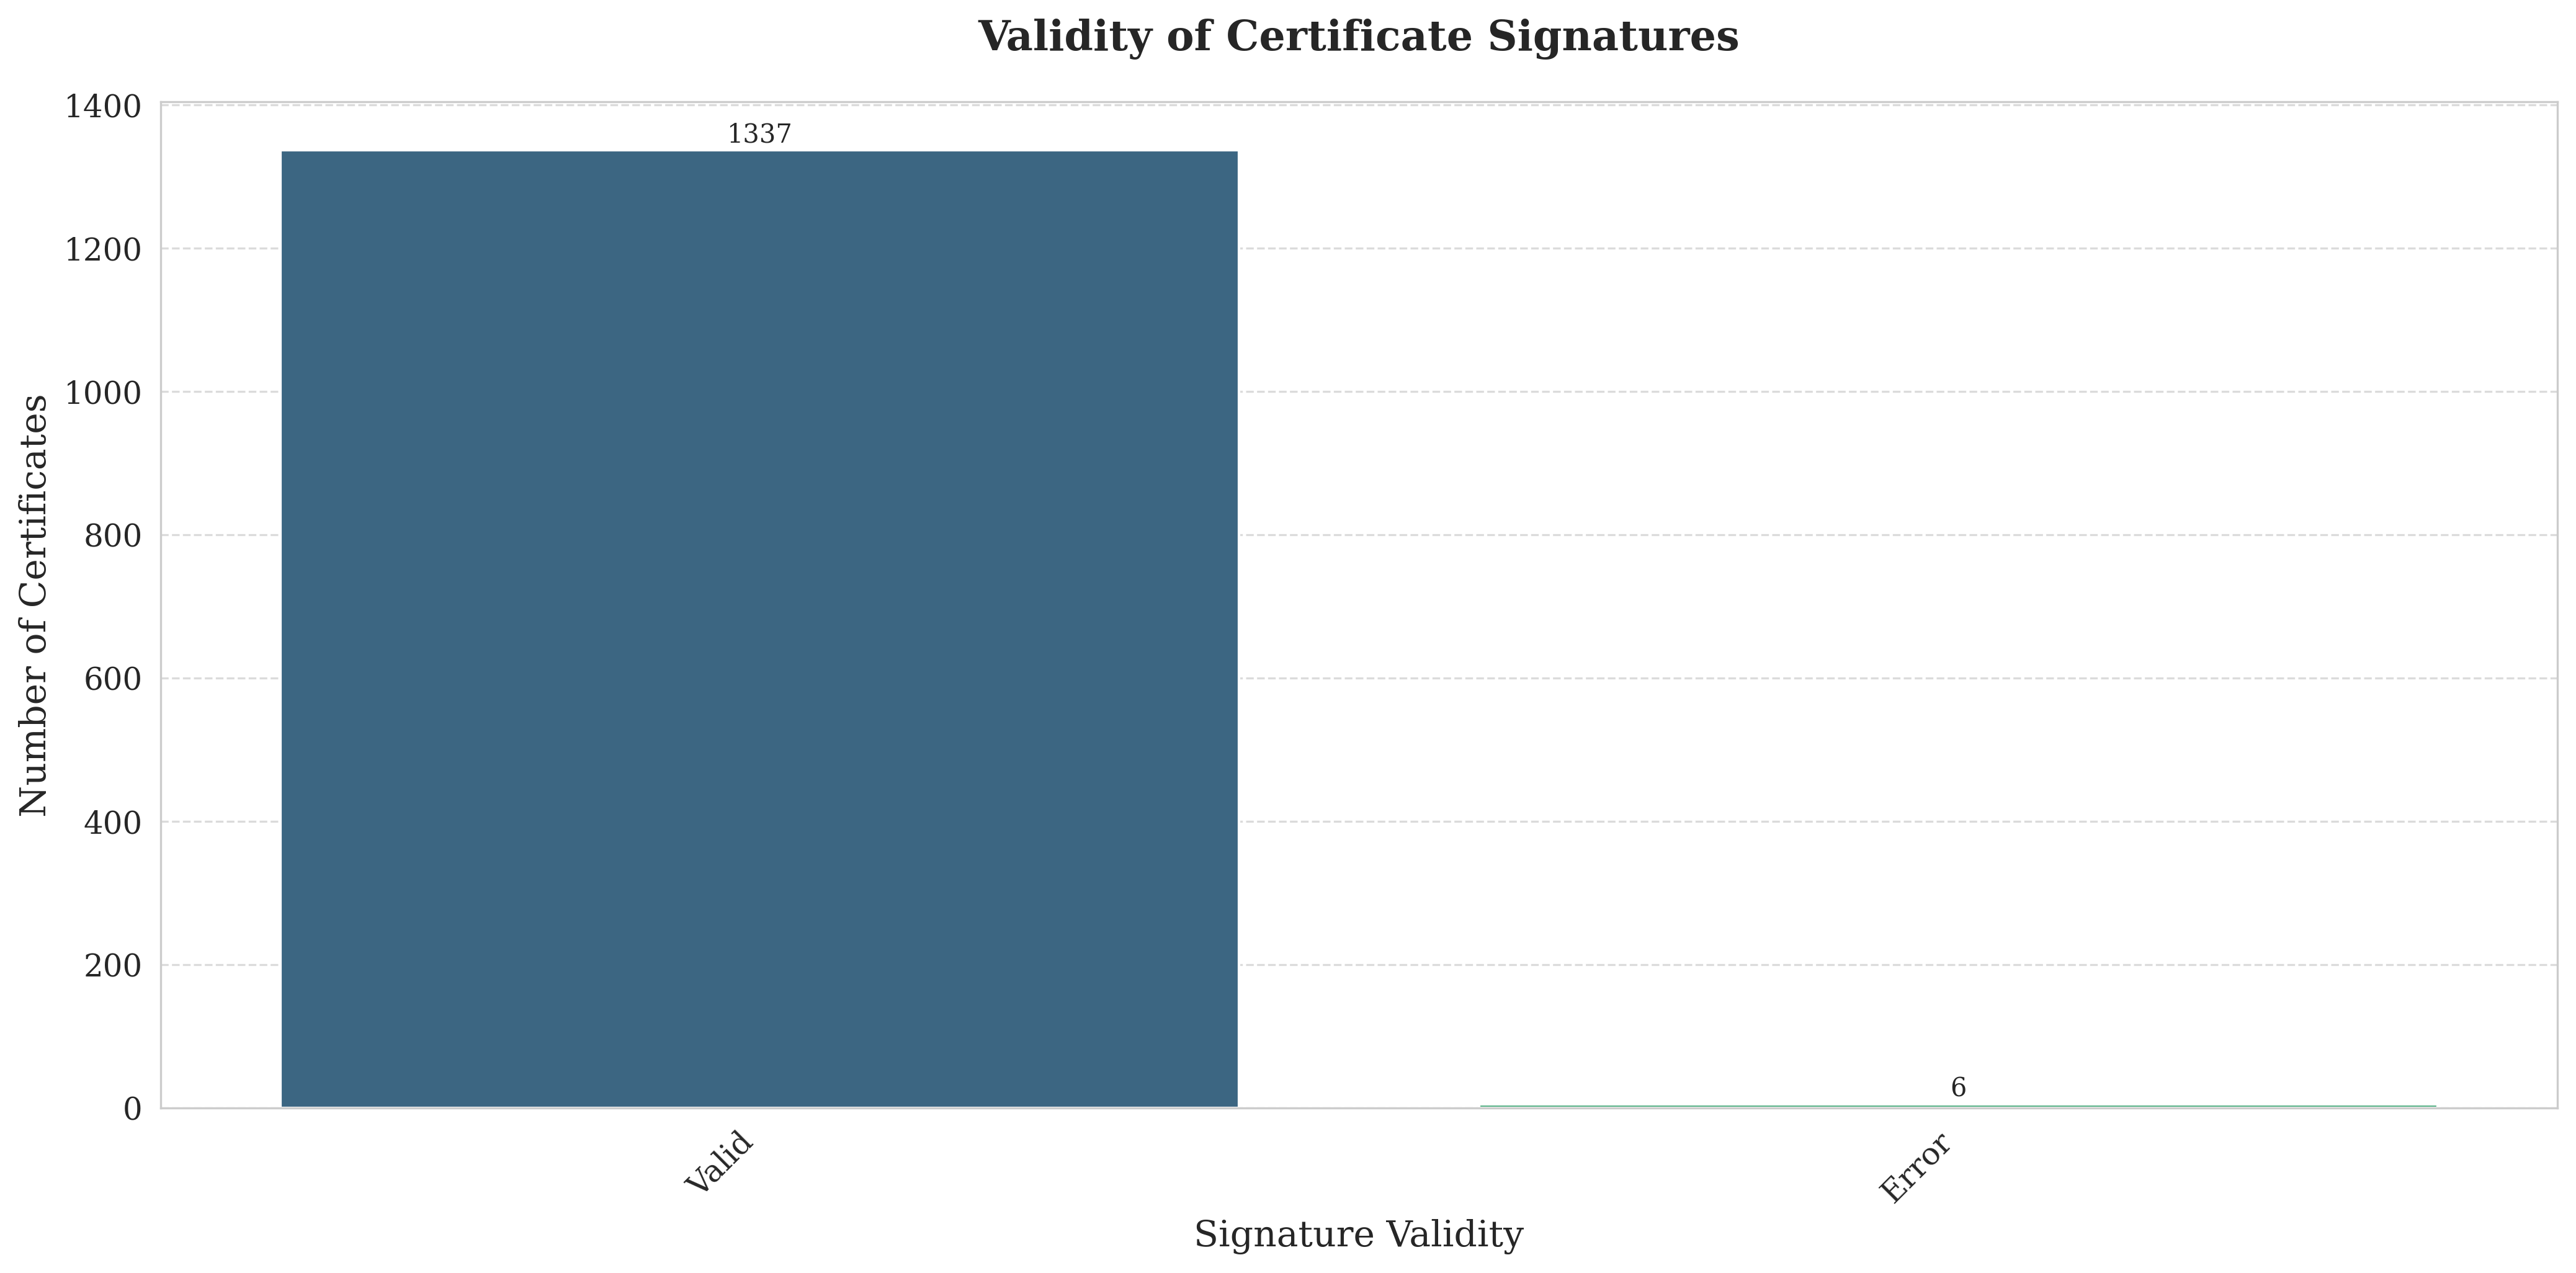 Validity of Certificate Signatures
1400
1200
1000
800
600
400
200
0
Number of Certificates
1337
6
Valid
Error
Signature Validity